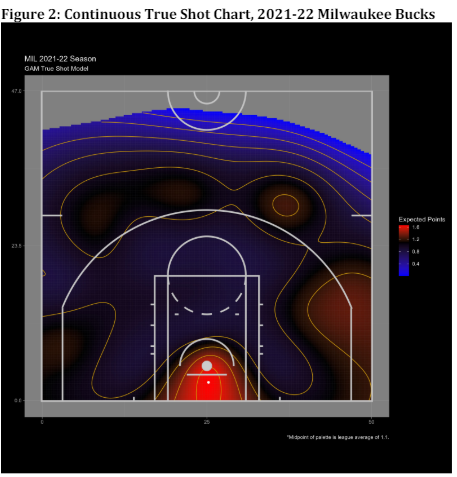 Figure 2: Continuous True Shot Chart, 2021-22 Milwaukee Bucks
MIL 2021-22 Season
GAM True Shot Model
47.0
23.5
0.0
0
25
50
Expected Points
1.6
1.2
0.8
0.4
*Midpoint of palette is league average of 1.1.